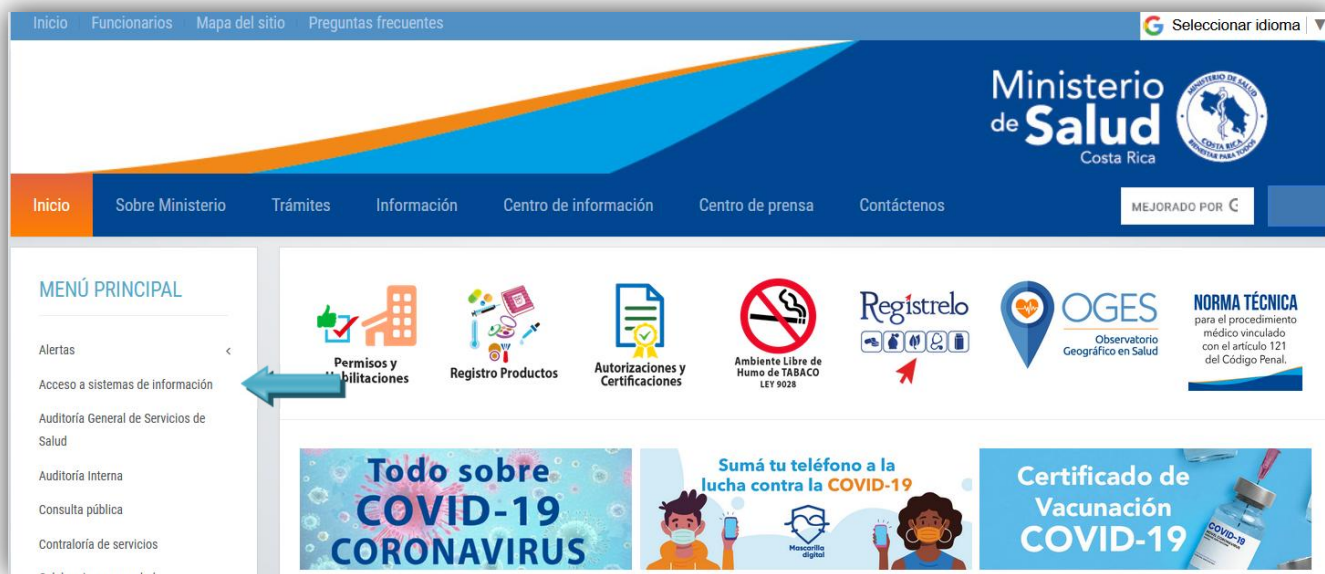 Inicio Funcionarios Mapa del sitio Preguntas frecuentes
G Seleccionar idioma
Ministerio
de Salud
Costa Rica
MINISTERIO DE SALUD
COSTA RICA
BIENESTAR PARA TODOS
Inicio Sobre Ministerio Trámites Información Centro de información Centro de prensa Contáctenos
MEJORADO POR G
MENÚ PRINCIPAL
Alertas
Acceso a sistemas de información
Auditoría General de Servicios de
Salud
Auditoría Interna
Consulta pública
Contraloría de servicios
Permisos y
Habilitaciones
Registro Productos
Autorizaciones y
Certificaciones
Ambiente Libre de
Humo de TABACO
LEY 9028
Regístrelo
OGES
Observatorio
Geográfico en Salud
NORMA TÉCNICA
para el procedimiento
médico vinculado
con el artículo 121
del Código Penal.
Todo sobre
COVID-19
CORONAVIRUS
Sumá tu teléfono a la
lucha contra la COVID-19
Mascarilla
digital
Certificado de
Vacunación
COVID-19
COVID-19